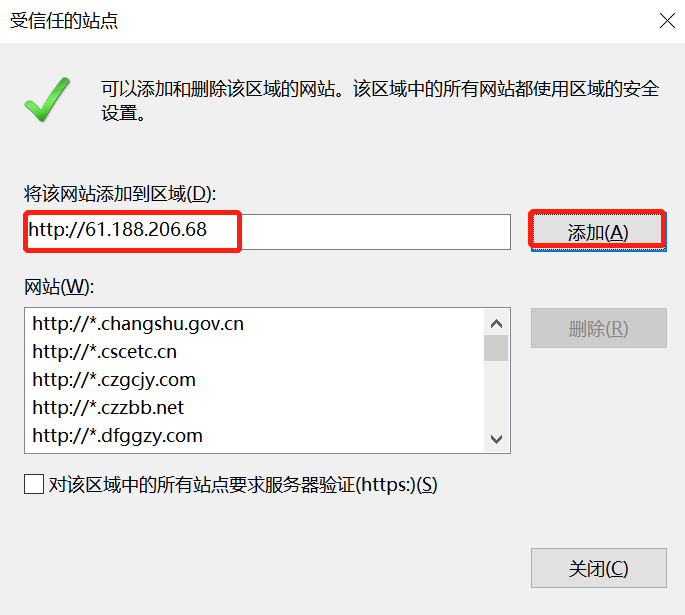 受信任的站点
可以添加和删除该区域的网站。该区域中的所有网站都使用区域的安全
设置。
将该网站添加到区域(D):
http://61.188.206.68
添加(A)
网站(W):
http://*.changshu.gov.cn
http://*.cscetc.cn
http://*.czgcjy.com
http://*.czzbb.net
http://*.dfggzy.com
删除(R)
对该区域中的所有站点要求服务器验证(https:)(S)
关闭(C)